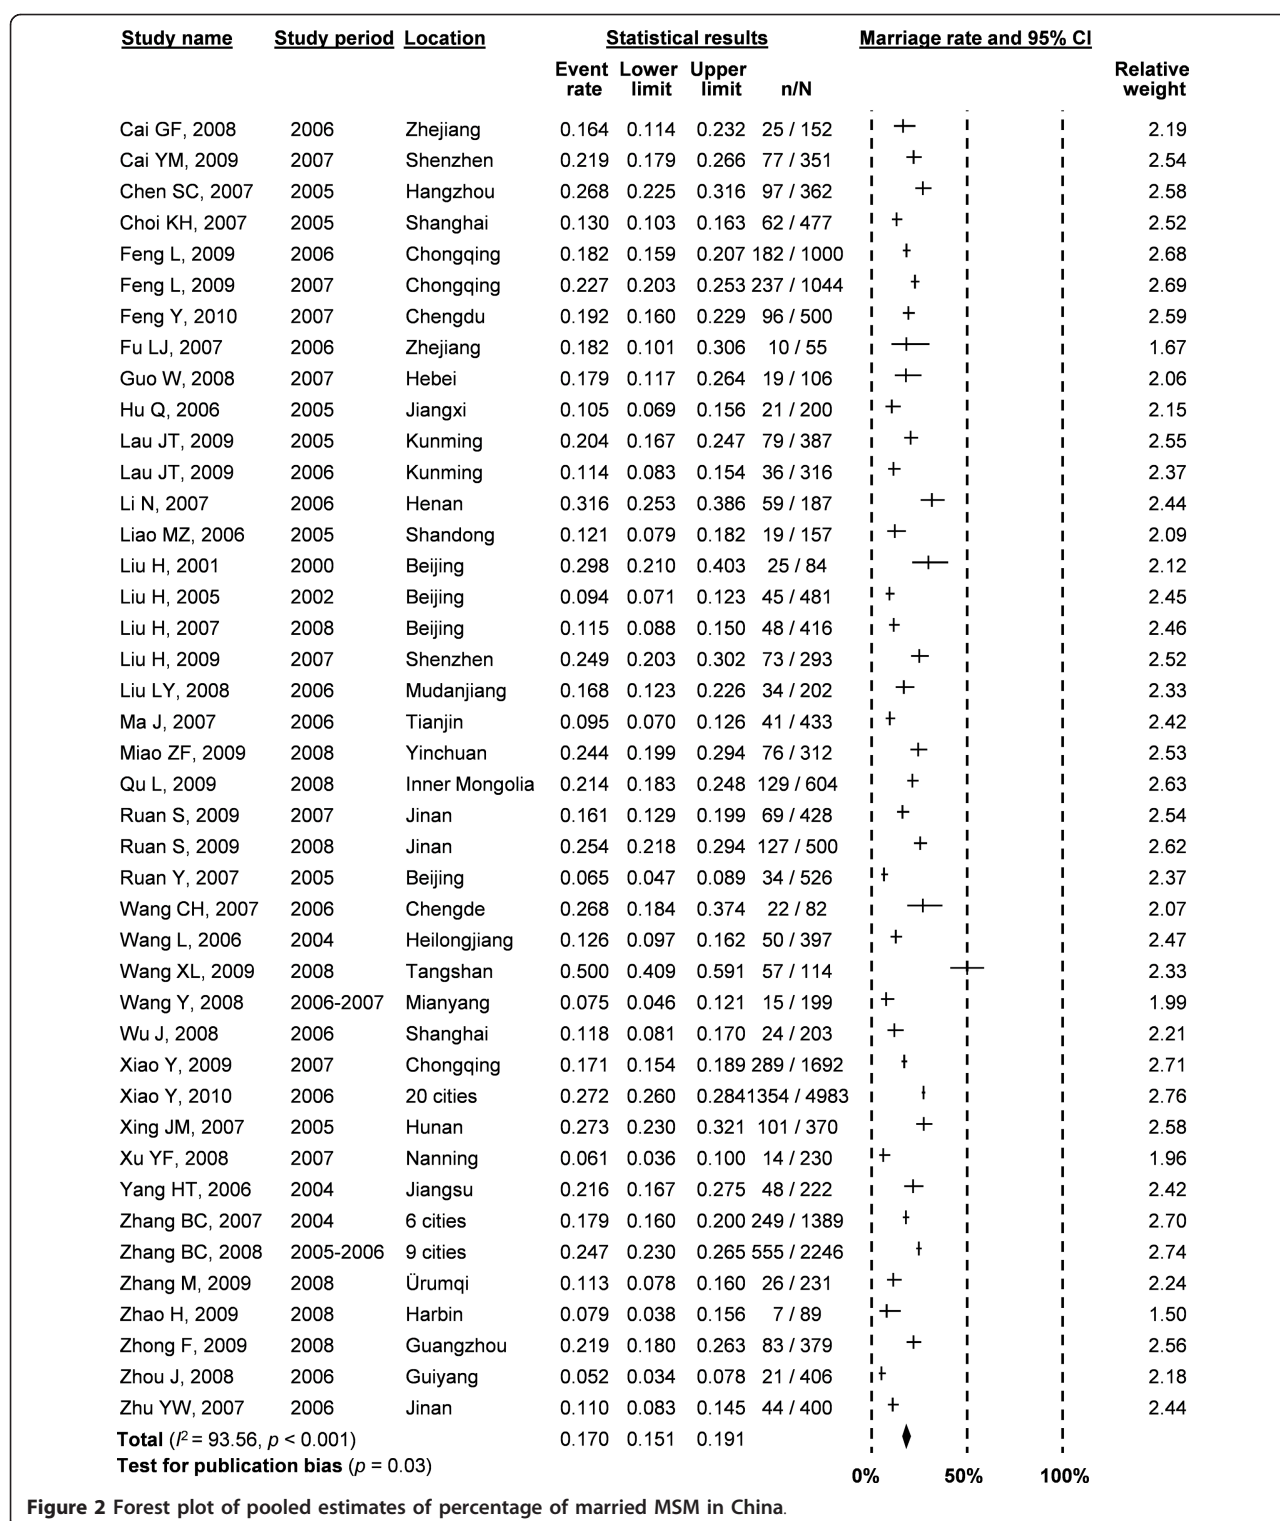 Study name Study period Location Statistical results Marriage rate and 95% CI
Event Lower Upper Relative
rate limit limit n/N weight
Cai GF, 2008 2006 Zhejiang 0.164 0.114 0.232 25 / 152 2.19
Cai YM, 2009 2007 Shenzhen 0.219 0.179 0.266 77 / 351 2.54
Chen SC, 2007 2005 Hangzhou 0.268 0.225 0.316 97 / 362 2.58
Choi KH, 2007 2005 Shanghai 0.130 0.103 0.163 62 / 477 2.52
Feng L, 2009 2006 Chongqing 0.182 0.159 0.207 182 / 1000 2.68
Feng L, 2009 2007 Chongqing 0.227 0.203 0.253 237 / 1044 2.69
Feng Y, 2010 2007 Chengdu 0.192 0.160 0.229 96 / 500 2.59
Fu LJ, 2007 2006 Zhejiang 0.182 0.101 0.306 10 / 55 1.67
Guo W, 2008 2007 Hebei 0.179 0.117 0.264 19 / 106 2.06
Hu Q, 2006 2005 Jiangxi 0.105 0.069 0.156 21 / 200 2.15
Lau JT, 2009 2005 Kunming 0.204 0.167 0.247 79 / 387 2.55
Lau JT, 2009 2006 Kunming 0.114 0.083 0.154 36 / 316 2.37
Li N, 2007 2006 Henan 0.316 0.253 0.386 59 / 187 2.44
Liao MZ, 2006 2005 Shandong 0.121 0.079 0.182 19 / 157 2.09
Liu H, 2001 2000 Beijing 0.298 0.210 0.403 25 / 84 2.12
Liu H, 2005 2002 Beijing 0.094 0.071 0.123 45 / 481 2.45
Liu H, 2007 2008 Beijing 0.115 0.088 0.150 48 / 416 2.46
Liu H, 2009 2007 Shenzhen 0.249 0.203 0.302 73 / 293 2.52
Liu LY, 2008 2006 Mudanjiang 0.168 0.123 0.226 34 / 202 2.33
Ma J, 2007 2006 Tianjin 0.095 0.070 0.126 41 / 433 2.42
Miao ZF, 2009 2008 Yinchuan 0.244 0.199 0.294 76 / 312 2.53
Qu L, 2009 2008 Inner Mongolia 0.214 0.183 0.248 129 / 604 2.63
Ruan S, 2009 2007 Jinan 0.161 0.129 0.199 69 / 428 2.54
Ruan S, 2009 2008 Jinan 0.254 0.218 0.294 127 / 500 2.62
Ruan Y, 2007 2005 Beijing 0.065 0.047 0.089 34 / 526 2.37
Wang CH, 2007 2006 Chengde 0.268 0.184 0.374 22 / 82 2.07
Wang L, 2006 2004 Heilongjiang 0.126 0.097 0.162 50 / 397 2.47
Wang XL, 2009 2008 Tangshan 0.500 0.409 0.591 57 / 114 2.33
Wang Y, 2008 2006-2007 Mianyang 0.075 0.046 0.121 15 / 199 1.99
Wu J, 2008 2006 Shanghai 0.118 0.081 0.170 24 / 203 2.21
Xiao Y, 2009 2007 Chongqing 0.171 0.154 0.189 289 / 1692 2.71
Xiao Y, 2010 2006 20 cities 0.272 0.260 0.284 1354 / 4983 2.76
Xing JM, 2007 2005 Hunan 0.273 0.230 0.321 101 / 370 2.58
Xu YF, 2008 2007 Nanning 0.061 0.036 0.100 14 / 230 1.96
Yang HT, 2006 2004 Jiangsu 0.216 0.167 0.275 48 / 222 2.42
Zhang BC, 2007 2004 6 cities 0.179 0.160 0.200 249 / 1389 2.70
Zhang BC, 2008 2005-2006 9 cities 0.247 0.230 0.265 555 / 2246 2.74
Zhang M, 2009 2008 Ürumqi 0.113 0.078 0.160 26 / 231 2.24
Zhao H, 2009 2008 Harbin 0.079 0.038 0.156 7 / 89 1.50
Zhong F, 2009 2008 Guangzhou 0.219 0.180 0.263 83 / 379 2.56
Zhou J, 2008 2006 Guiyang 0.052 0.034 0.078 21 / 406 2.18
Zhu YW, 2007 2006 Jinan 0.110 0.083 0.145 44 / 400 2.44
Total (I² = 93.56, p < 0.001) 0.170 0.151 0.191
Test for publication bias (p = 0.03)
0% 50% 100%
Figure 2 Forest plot of pooled estimates of percentage of married MSM in China.